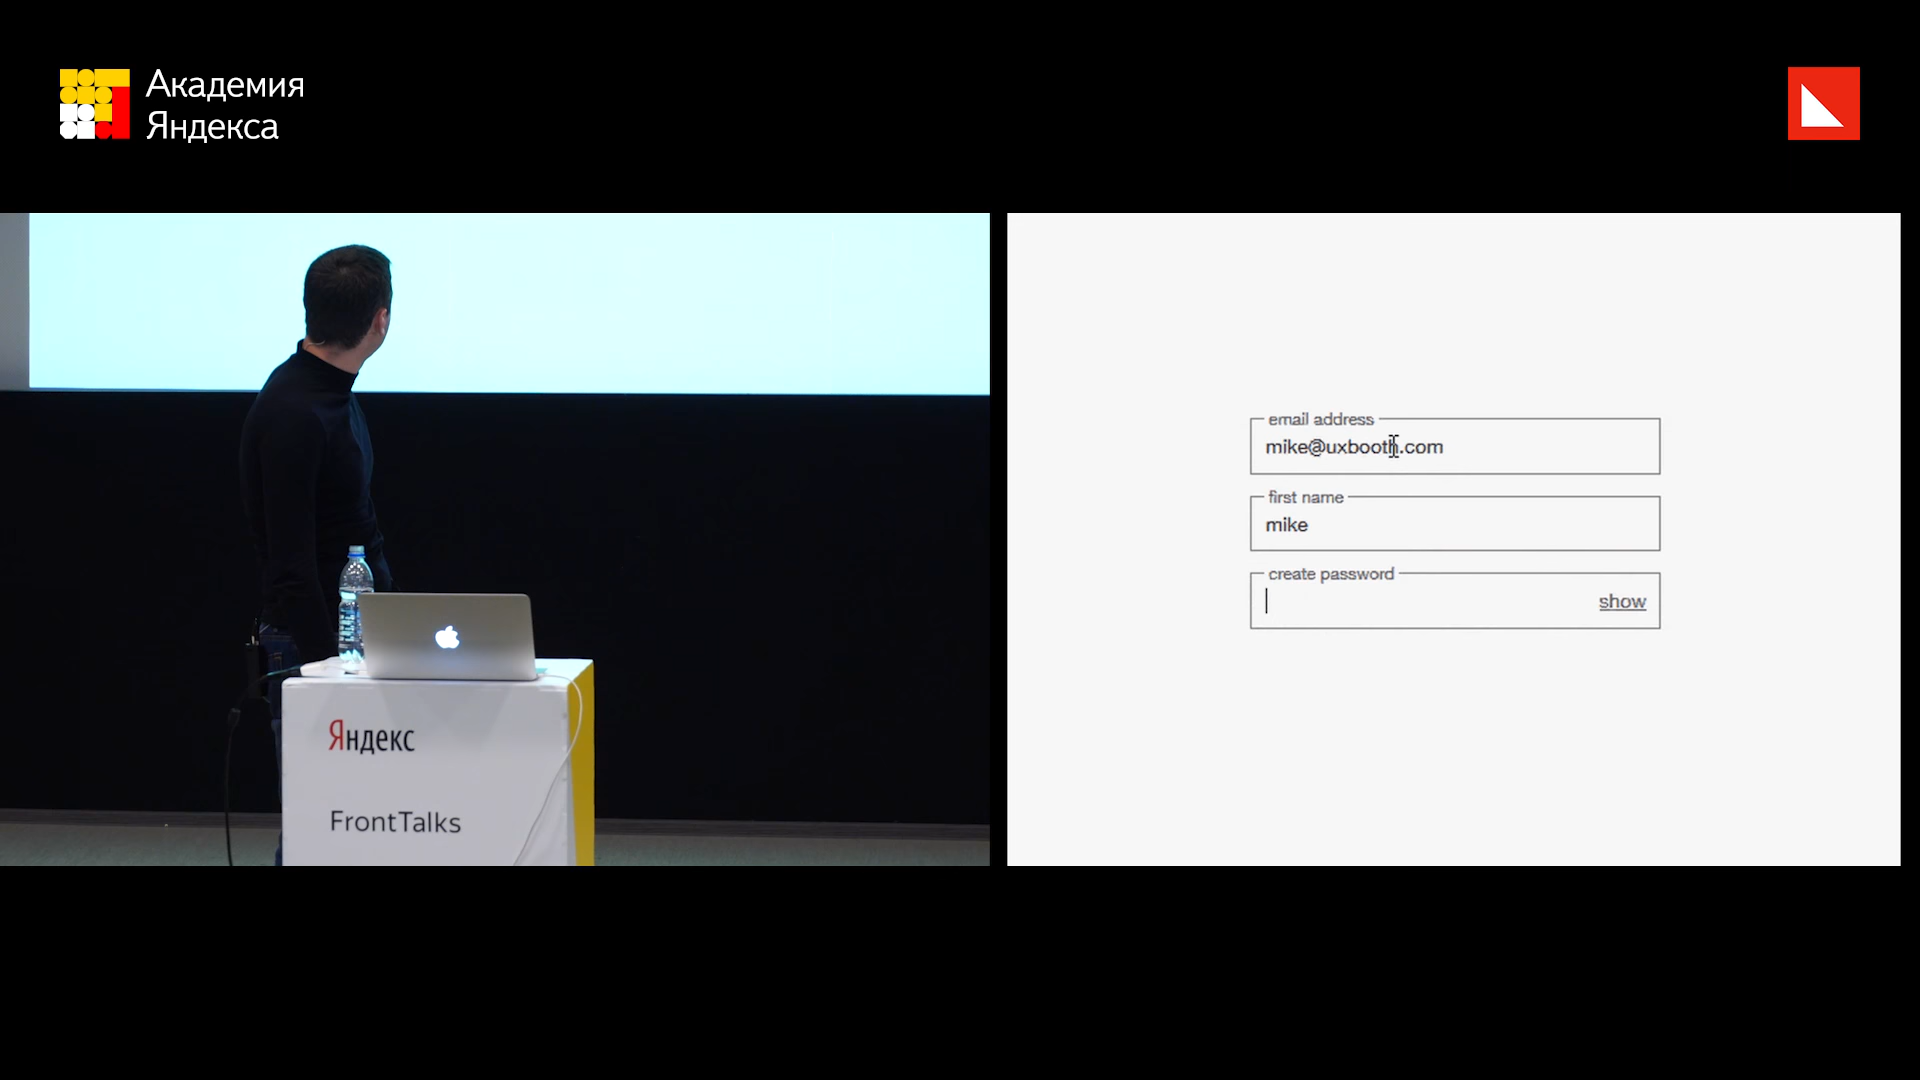 Академия
Яндекса
Яндекс
FrontTalks
email address
mike@uxbooth.com
first name
mike
create password
show